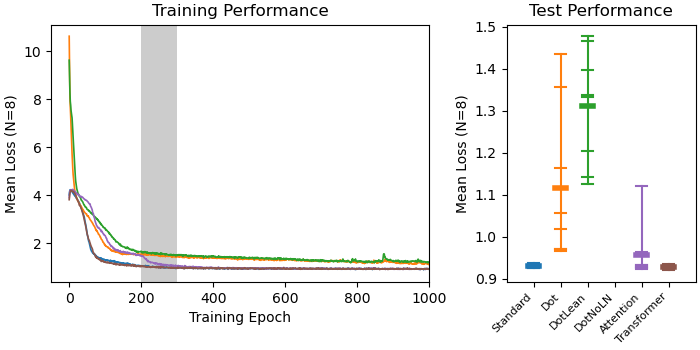 Training Performance
Mean Loss (N=8)
10
8
6
4
2
0
200
400
600
800
1000
Training Epoch
Test Performance
Mean Loss (N=8)
1.5
1.4
1.3
1.2
1.1
1.0
0.9
Standard
Dot
DotLean
DotNoLN
Attention
Transformer